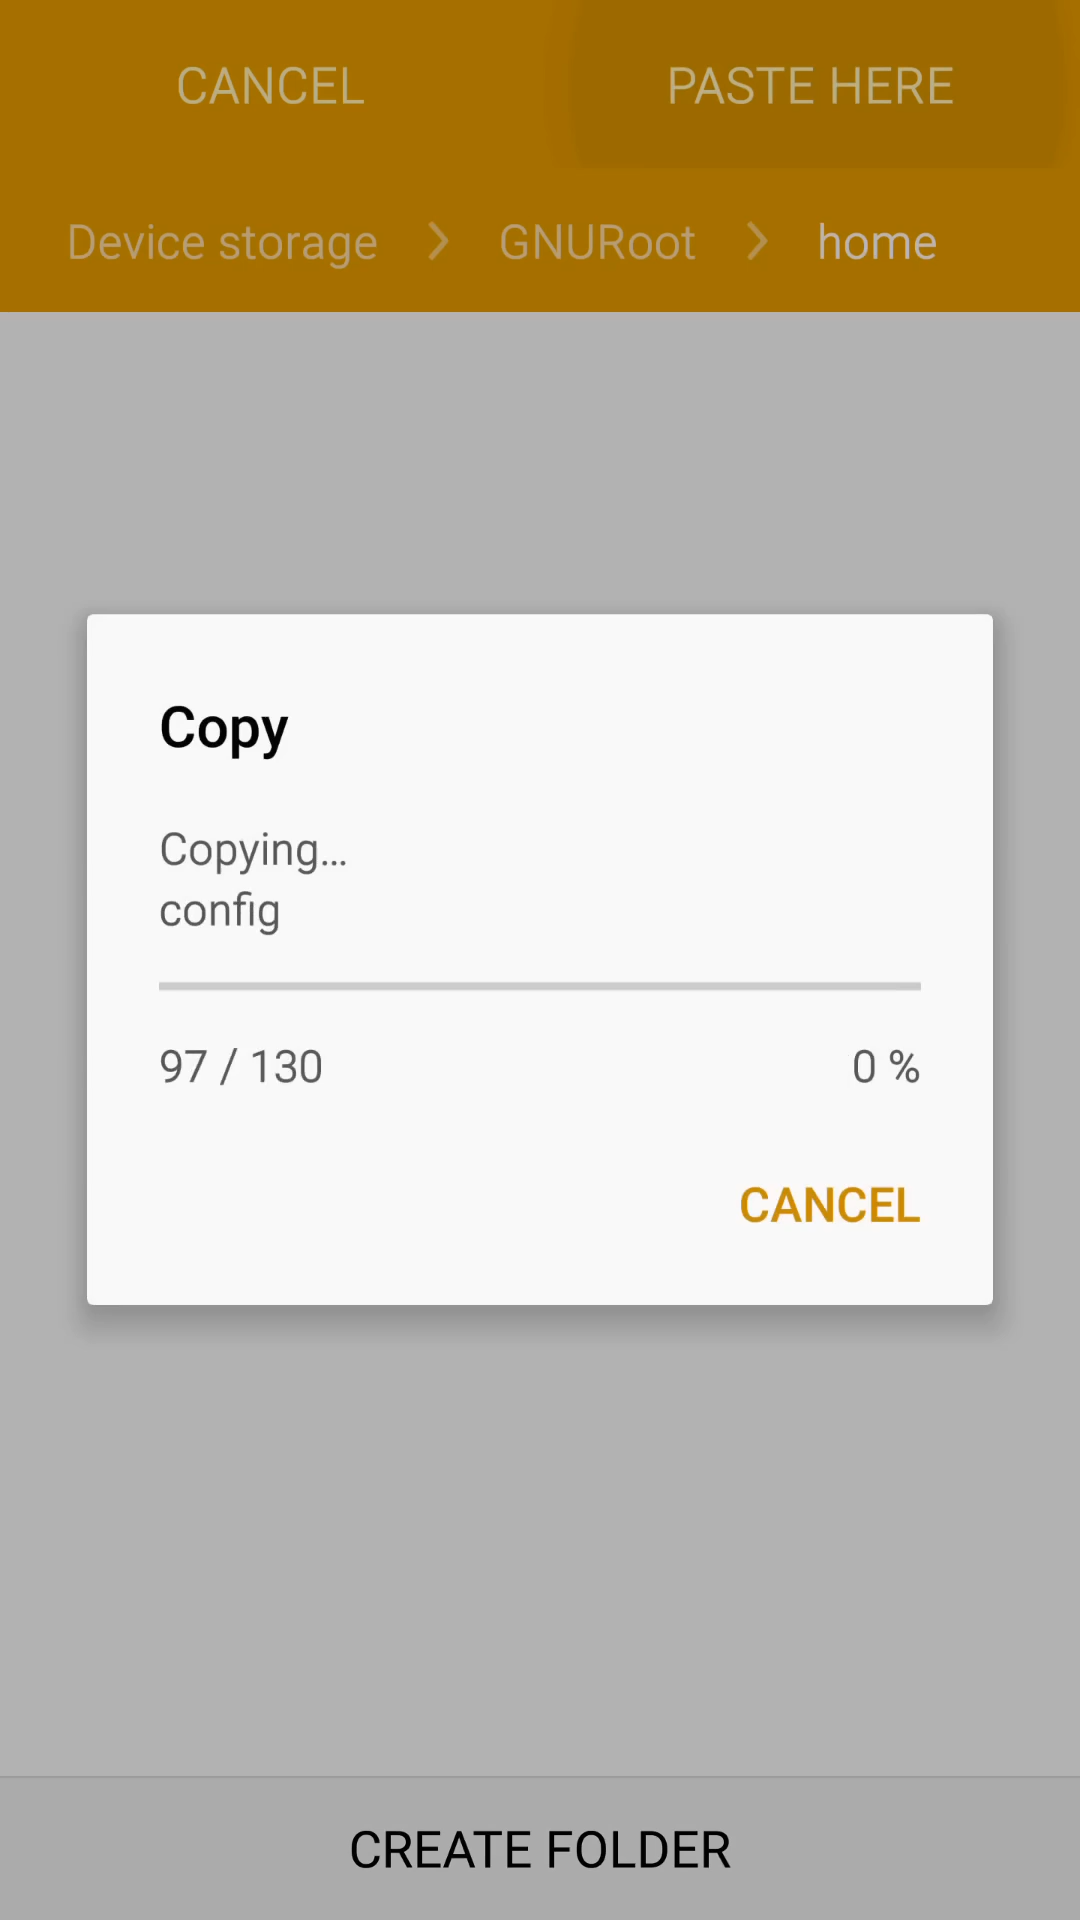 CANCEL PASTE HERE
Device storage > GNURoot > home
Copy
Copying...
config
97 / 130 0 %
CANCEL
CREATE FOLDER